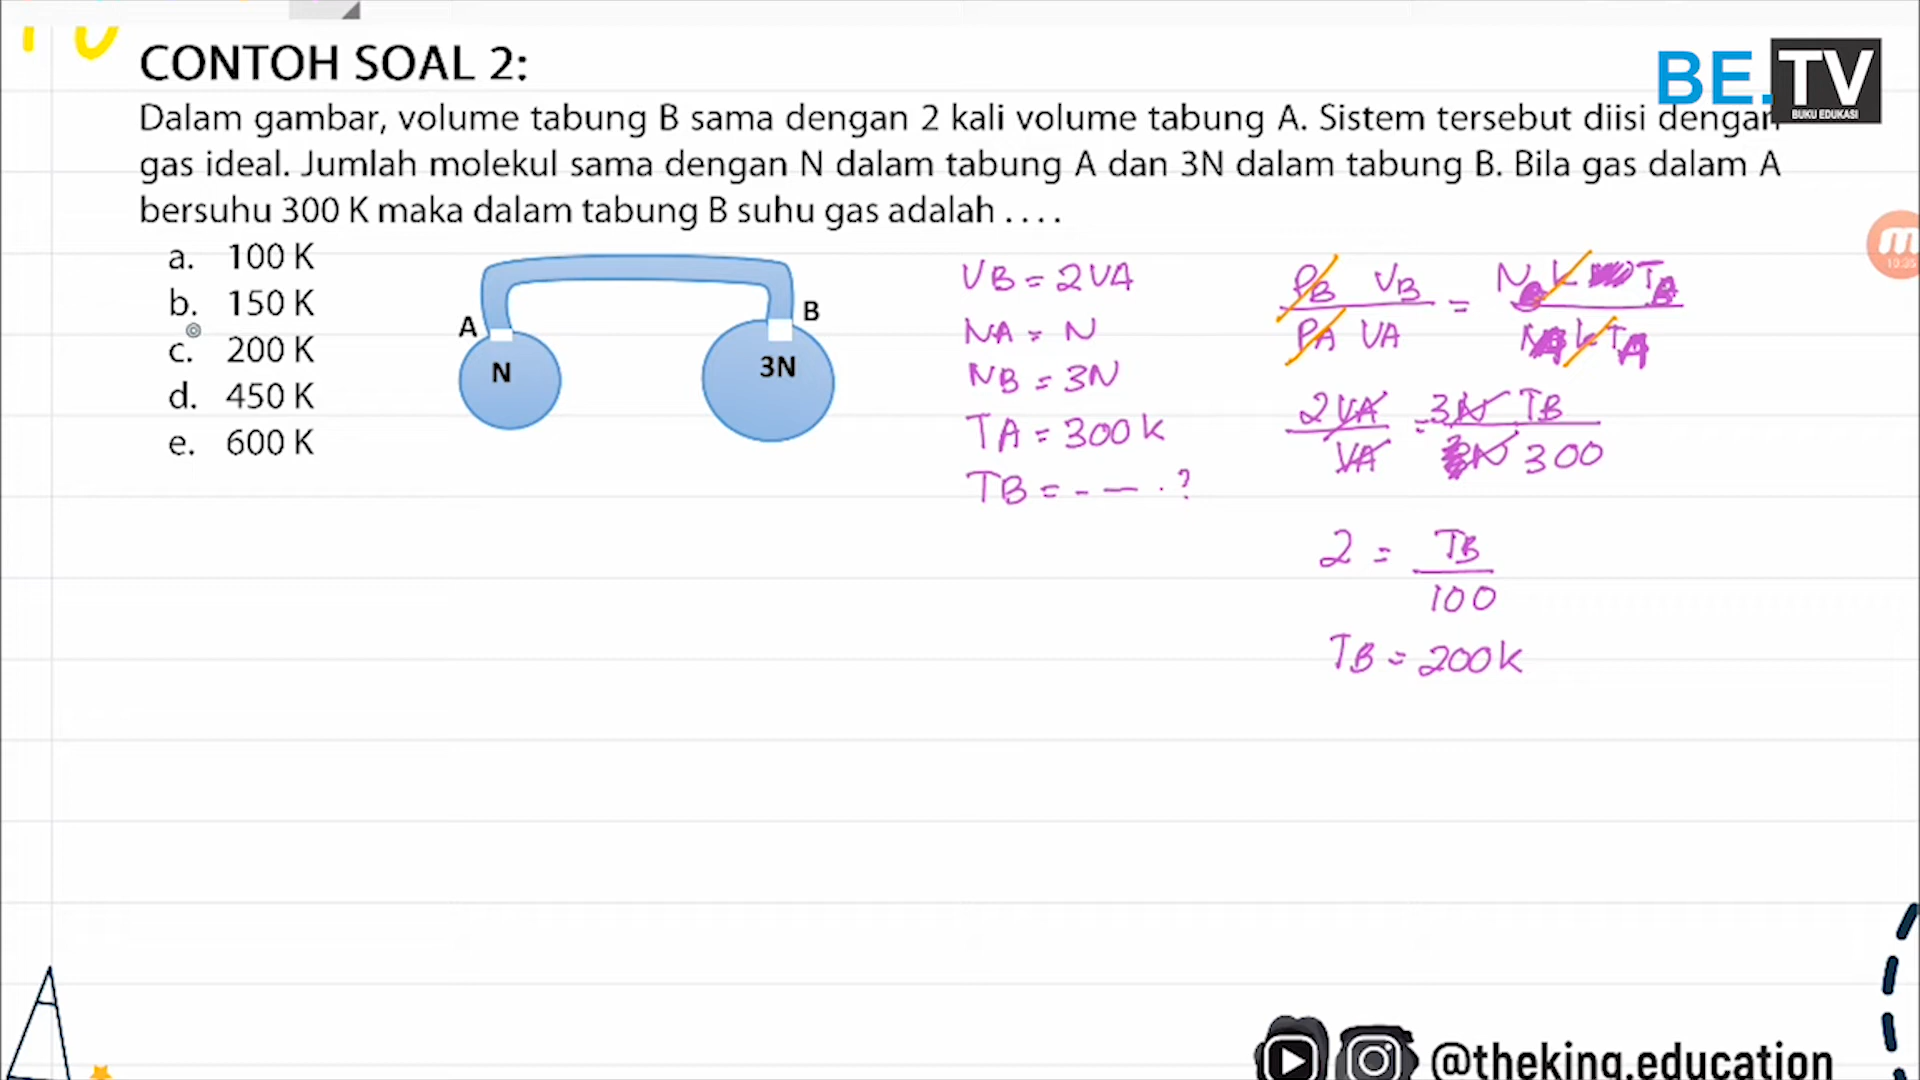 CONTOH SOAL 2:
BE.TV
BUKU EDUKASI
Dalam gambar, volume tabung B sama dengan 2 kali volume tabung A. Sistem tersebut diisi dengan
gas ideal. Jumlah molekul sama dengan N dalam tabung A dan 3N dalam tabung B. Bila gas dalam A
bersuhu 300 K maka dalam tabung B suhu gas adalah . . . .
a. 100 K
b. 150 K
c. 200 K
d. 450 K
e. 600 K
A
B
N
3N
VB = 2VA
NA = N
NB = 3N
TA = 300 K
TB = - — . ?
PB VB = NB K TB
PA VA NA K TA
2VA = 3N TB
VA N 300
2 = TB
100
TB = 200 K
@theking.education